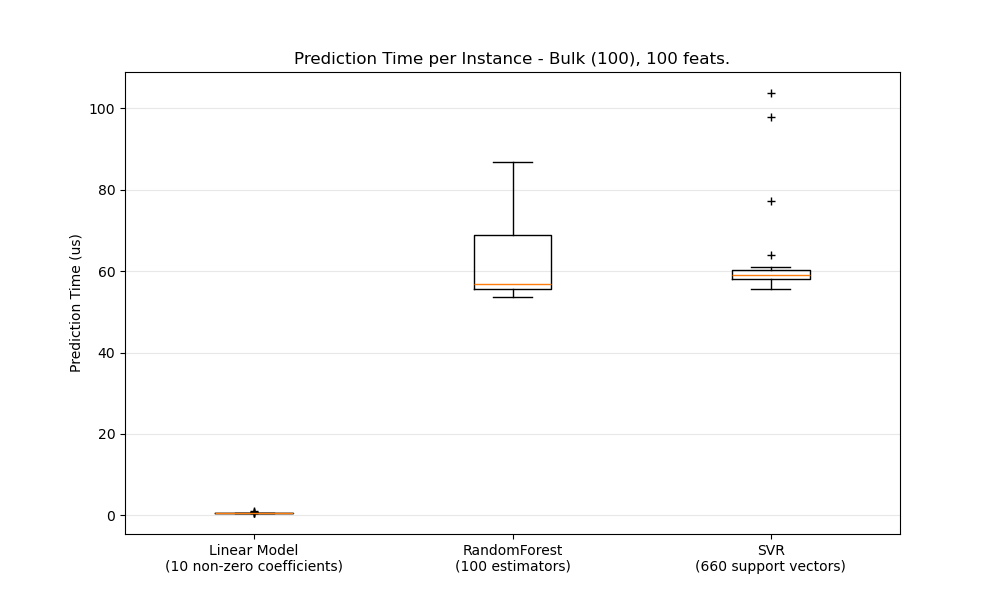 Prediction Time per Instance - Bulk (100), 100 feats.
Prediction Time (us)
100
80
60
40
20
0
Linear Model
(10 non-zero coefficients)
RandomForest
(100 estimators)
SVR
(660 support vectors)